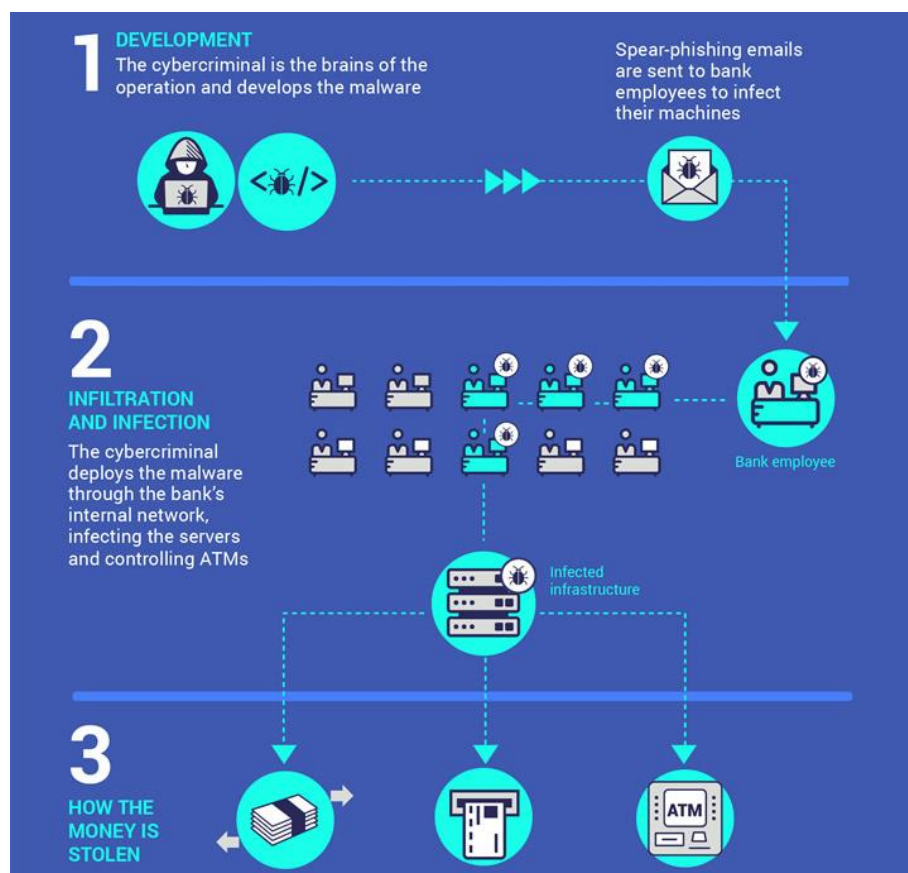 1
DEVELOPMENT
The cybercriminal is the brains of the
operation and develops the malware
Spear-phishing emails
are sent to bank
employees to infect
their machines
</>
2
INFILTRATION
AND INFECTION
The cybercriminal
deploys the malware
through the bank's
internal network,
infecting the servers
and controlling ATMs
Bank employee
Infected
infrastructure
3
HOW THE
MONEY IS
STOLEN
ATM